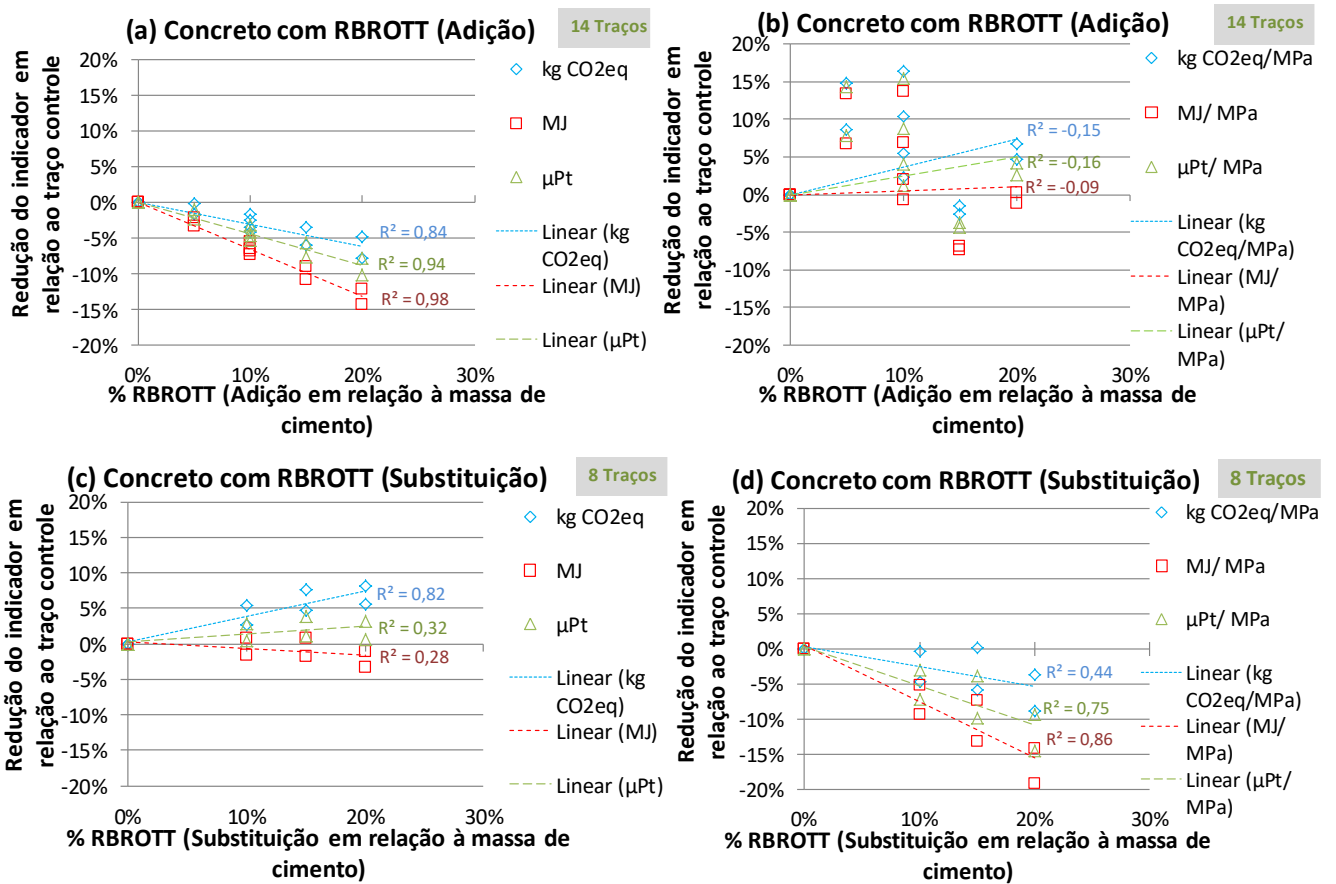 (a) Concreto com RBROTT (Adição)
14 Traços
Redução do indicador em
relação ao traço controle
20%
15%
10%
5%
0%
-5%
-10%
-15%
-20%
0%
10%
20%
30%
R² = 0,84
R² = 0,94
R² = 0,98
kg CO2eq
MJ
µPt
Linear (kg
CO2eq)
Linear (MJ)
Linear (µPt)
% RBROTT (Adição em relação à massa de
cimento)
(b) Concreto com RBROTT (Adição)
14 Traços
Redução do indicador em
relação ao traço controle
20%
15%
10%
5%
0%
-5%
-10%
-15%
-20%
0%
10%
20%
30%
R² = -0,15
R² = -0,16
R² = -0,09
kg CO2eq/MPa
MJ/ MPa
µPt/ MPa
Linear (kg
CO2eq/MPa)
Linear (MJ/
MPa)
Linear (µPt/
MPa)
% RBROTT (Adição em relação à massa de
cimento)
(c) Concreto com RBROTT (Substituição)
8 Traços
Redução do indicador em
relação ao traço controle
20%
15%
10%
5%
0%
-5%
-10%
-15%
-20%
0%
10%
20%
30%
R² = 0,82
R² = 0,32
R² = 0,28
kg CO2eq
MJ
µPt
Linear (kg
CO2eq)
Linear (MJ)
Linear (µPt)
% RBROTT (Substituição em relação à massa de
cimento)
(d) Concreto com RBROTT (Substituição)
8 Traços
Redução do indicador em
relação ao traço controle
20%
15%
10%
5%
0%
-5%
-10%
-15%
-20%
0%
10%
20%
30%
R² = 0,44
R² = 0,75
R² = 0,86
kg CO2eq/MPa
MJ/ MPa
µPt/ MPa
Linear (kg
CO2eq/MPa)
Linear (MJ/
MPa)
Linear (µPt/
MPa)
% RBROTT (Substituição em relação à massa de
cimento)